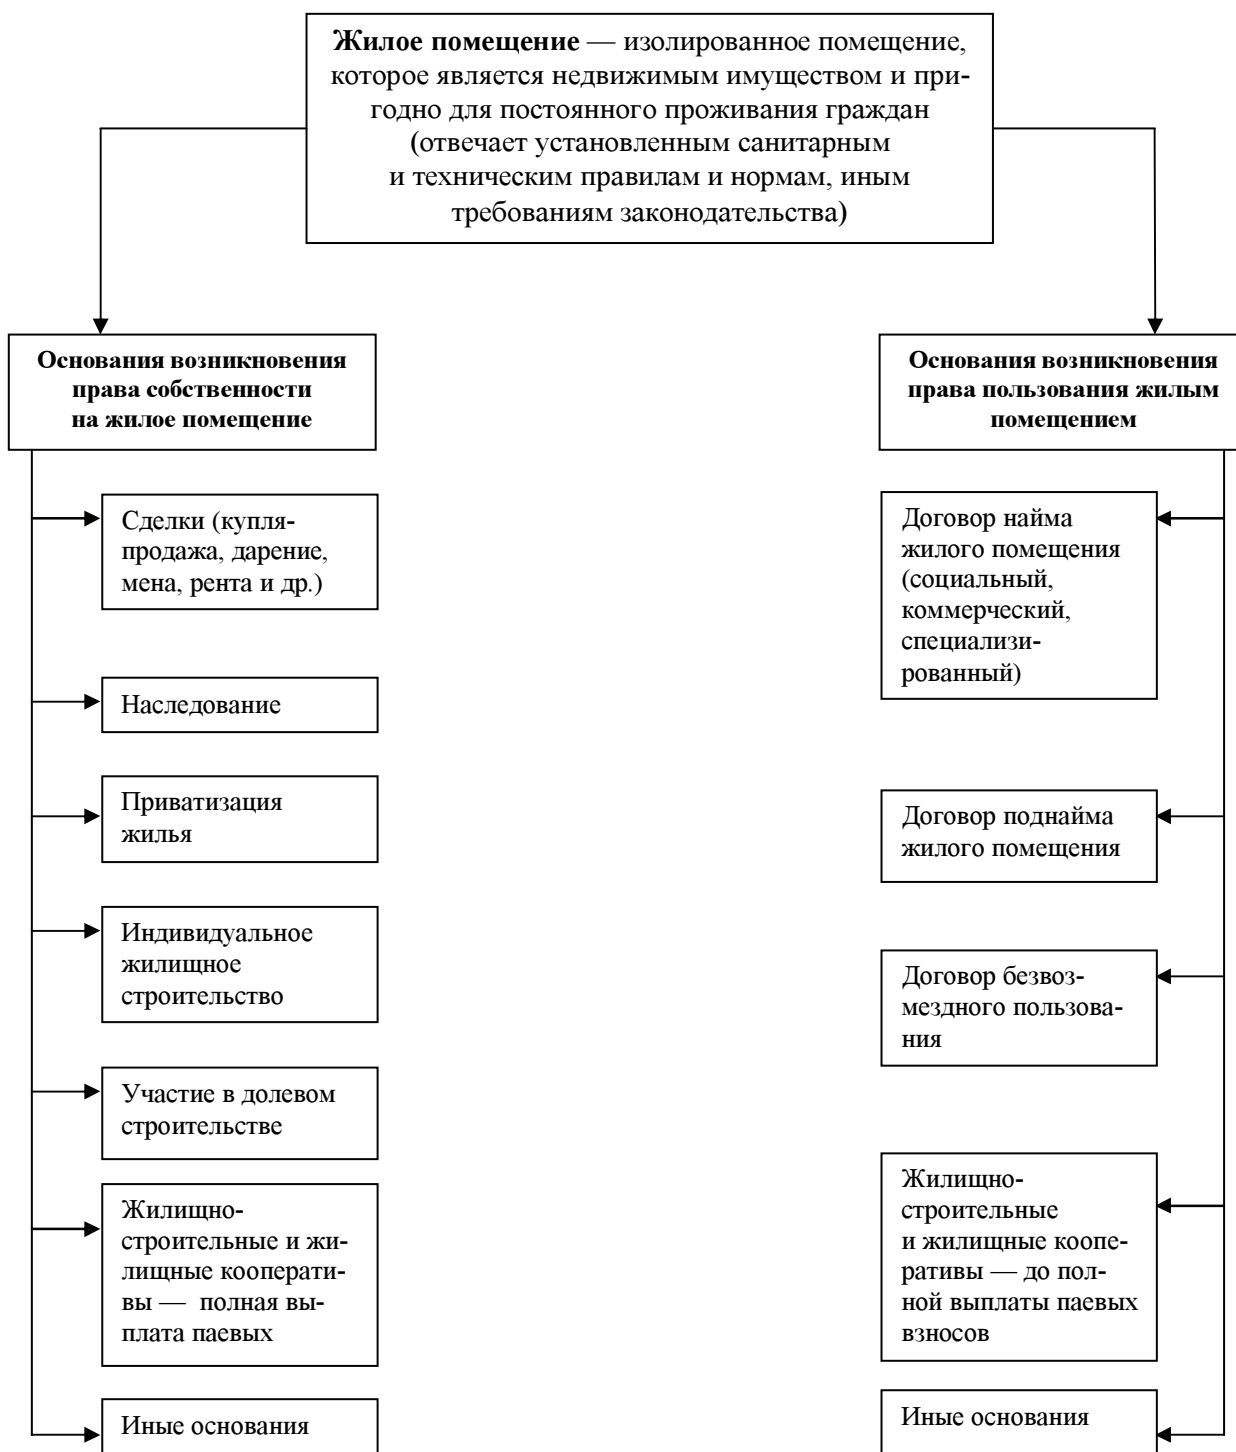 Жилое помещение — изолированное помещение,
которое является недвижимым имуществом и при-
годно для постоянного проживания граждан
(отвечает установленным санитарным
и техническим правилам и нормам, иным
требованиям законодательства)
Основания возникновения
права собственности
на жилое помещение
Сделки (купля-
продажа, дарение,
мена, рента и др.)
Наследование
Приватизация
жилья
Индивидуальное
жилищное
строительство
Участие в долевом
строительстве
Жилищно-
строительные и жи-
лищные кооперати-
вы — полная вы-
плата паевых
Иные основания
Основания возникновения
права пользования жилым
помещением
Договор найма
жилого помещения
(социальный,
коммерческий,
специализи-
рованный)
Договор поднайма
жилого помещения
Договор безвоз-
мездного пользова-
ния
Жилищно-
строительные
и жилищные коопе-
ративы — до пол-
ной выплаты паевых
взносов
Иные основания